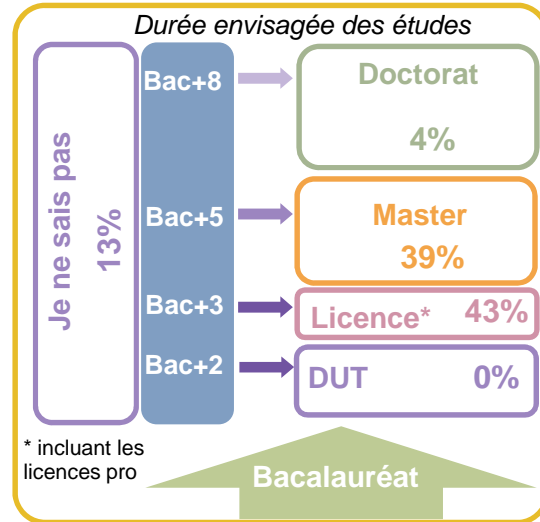 Durée envisagée des études
Je ne sais pas
13%
Bac+8
Doctorat
4%
Bac+5
Master
39%
Bac+3
Licence* 43%
Bac+2
DUT 0%
* incluant les
licences pro
Bacalauréat